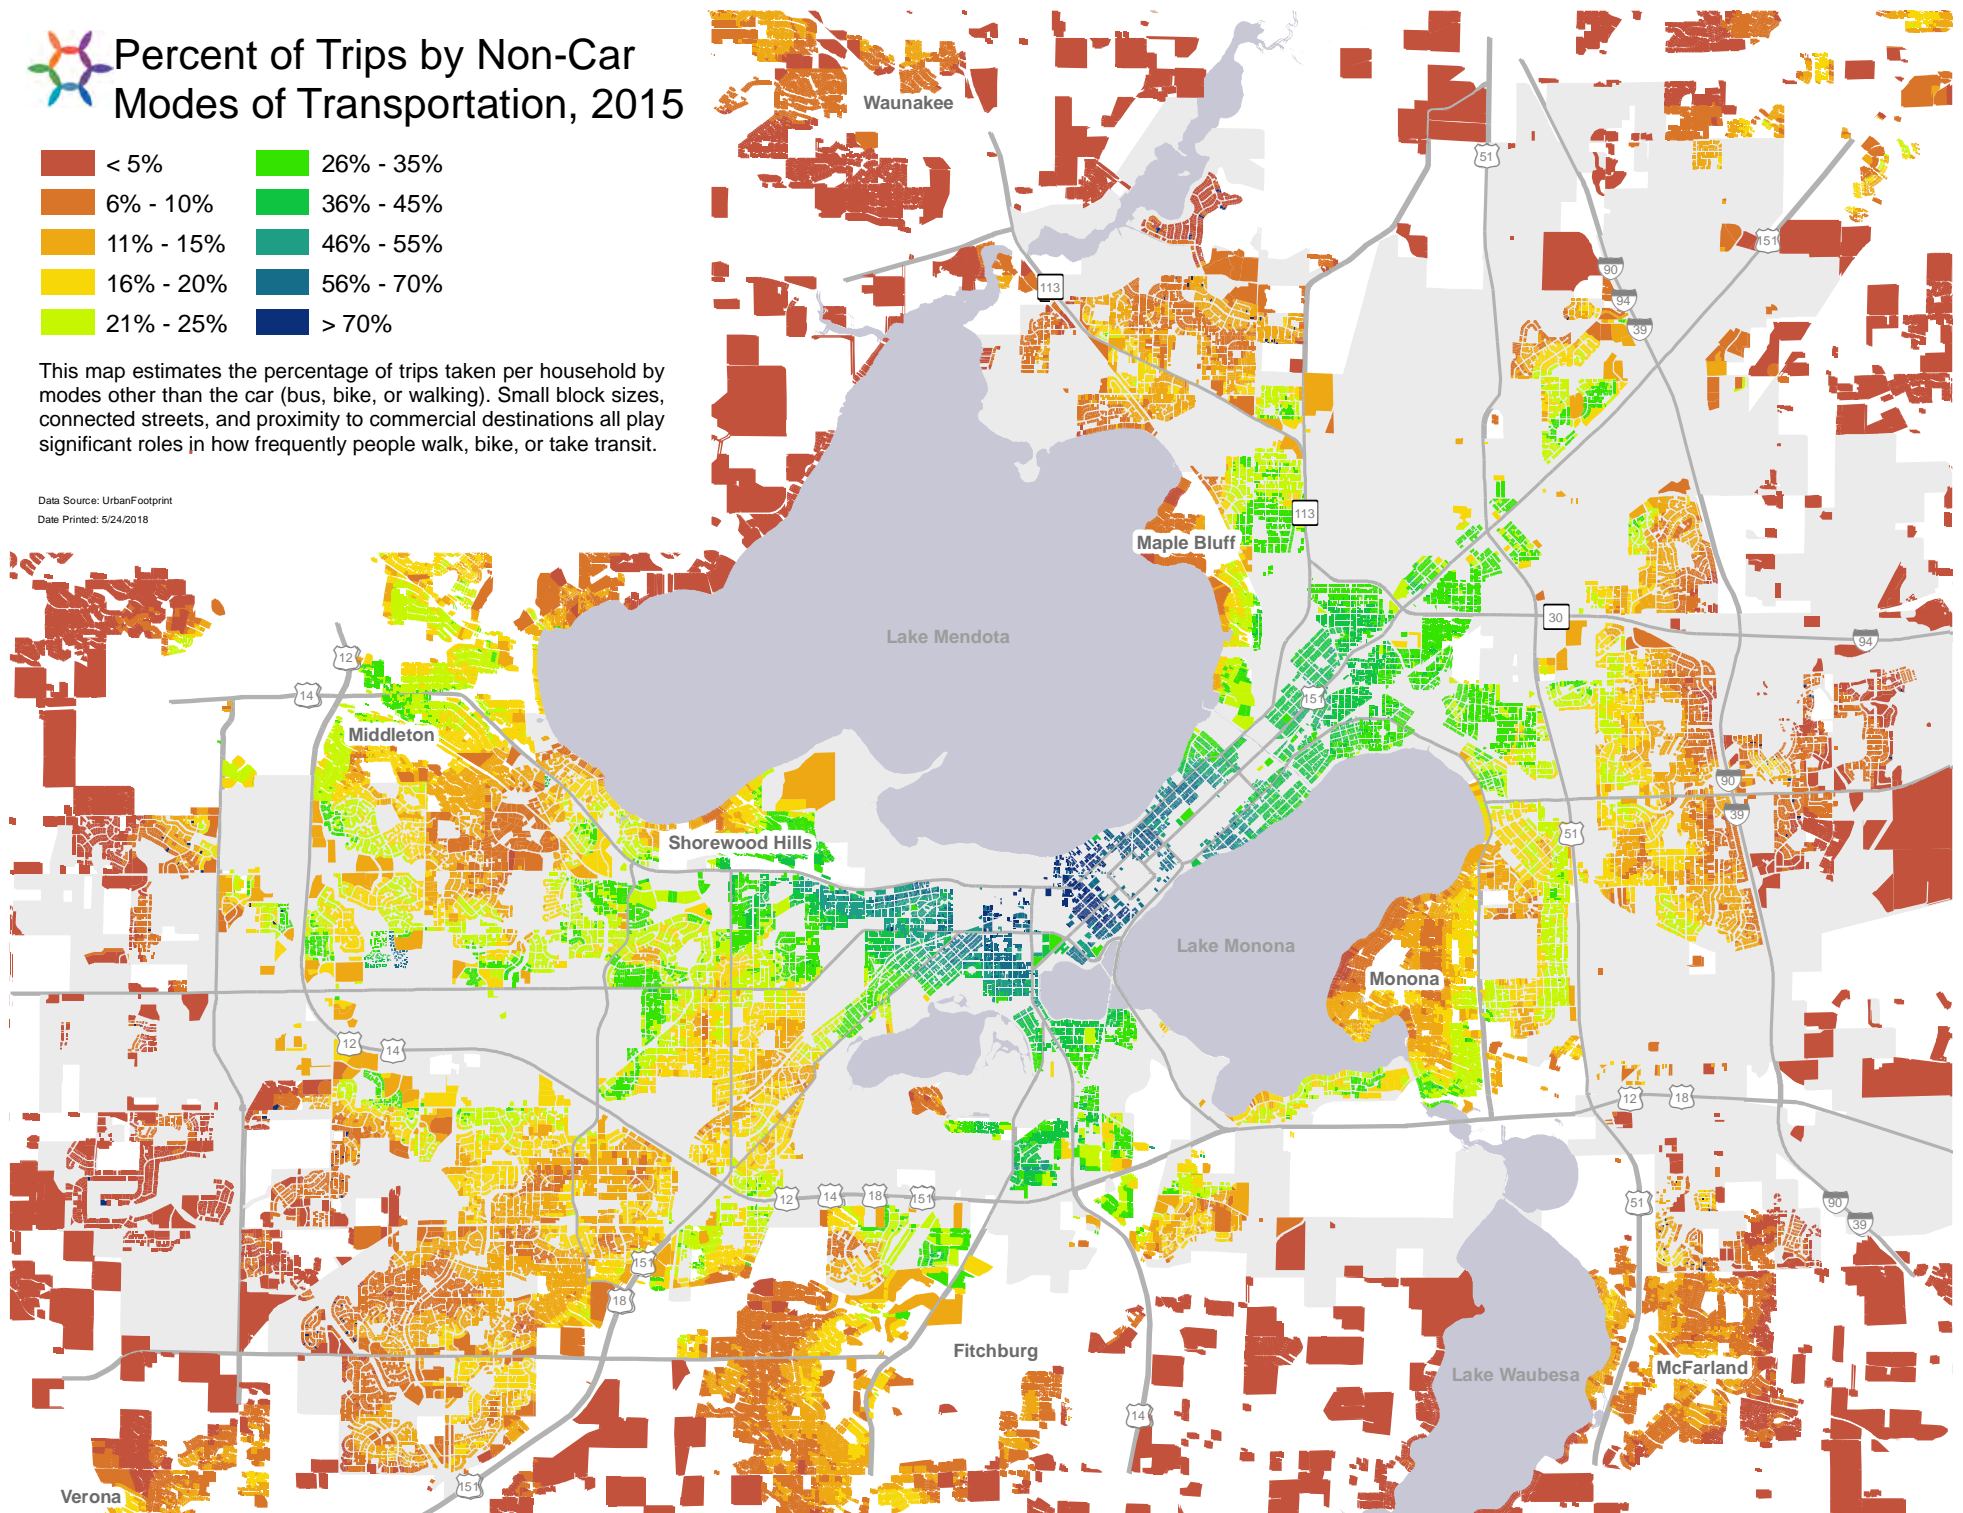 Percent of Trips by Non-Car
Modes of Transportation, 2015
< 5%
6% - 10%
11% - 15%
16% - 20%
21% - 25%
26% - 35%
36% - 45%
46% - 55%
56% - 70%
> 70%
This map estimates the percentage of trips taken per household by
modes other than the car (bus, bike, or walking). Small block sizes,
connected streets, and proximity to commercial destinations all play
significant roles in how frequently people walk, bike, or take transit.
Data Source: UrbanFootprint
Date Printed: 5/24/2018
Waunakee
51
151
90
94
39
113
113
Maple Bluff
30
94
Lake Mendota
12
14
151
Middleton
90
39
51
Shorewood Hills
Lake Monona
Monona
12
14
12
18
12
14
18
151
51
90
39
151
18
Fitchburg
McFarland
Lake Waubesa
14
151
Verona